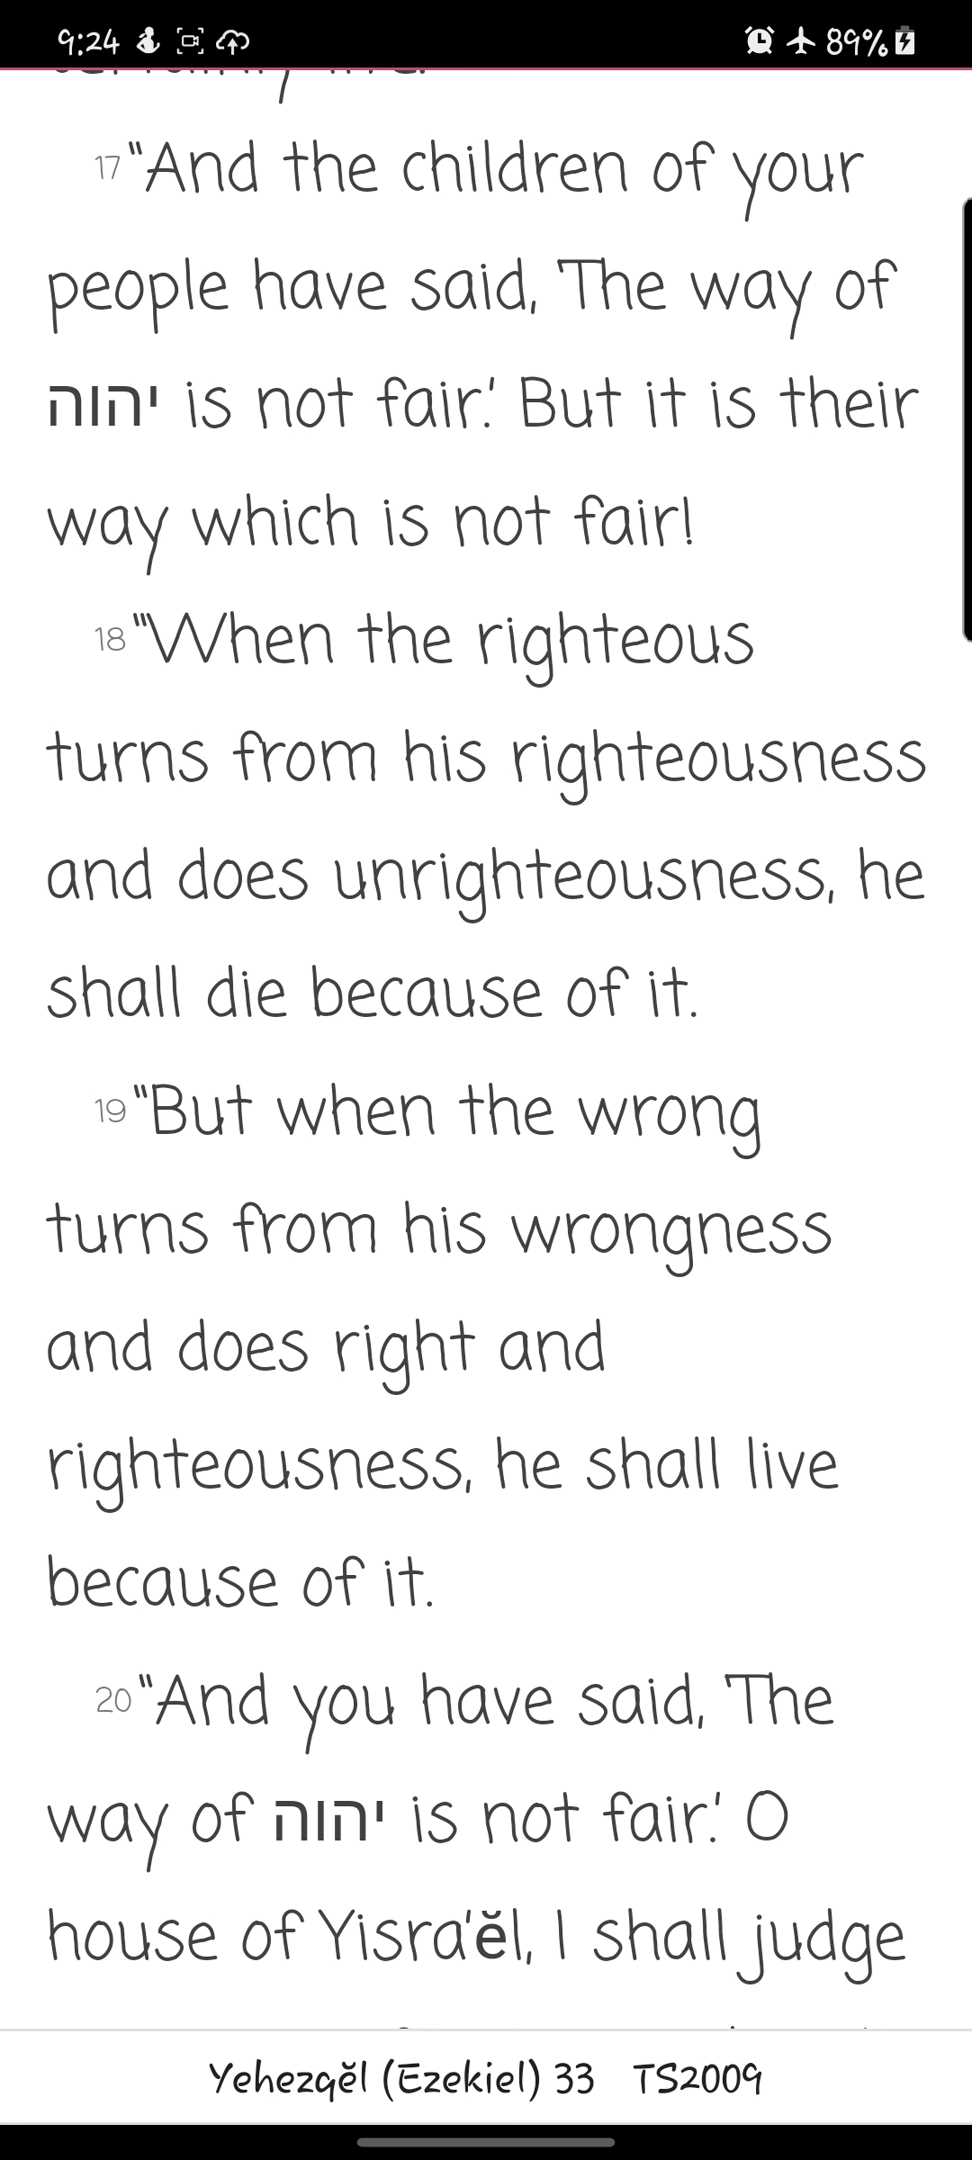 9:24 89%
17 "And the children of your
people have said, 'The way of
יהוה is not fair.' But it is their
way which is not fair!
18 "When the righteous
turns from his righteousness
and does unrighteousness, he
shall die because of it.
19 "But when the wrong
turns from his wrongness
and does right and
righteousness, he shall live
because of it.
20 "And you have said, 'The
way of יהוה is not fair.' O
house of Yisra'ĕl, I shall judge
Yehezqĕl (Ezekiel) 33 TS2009